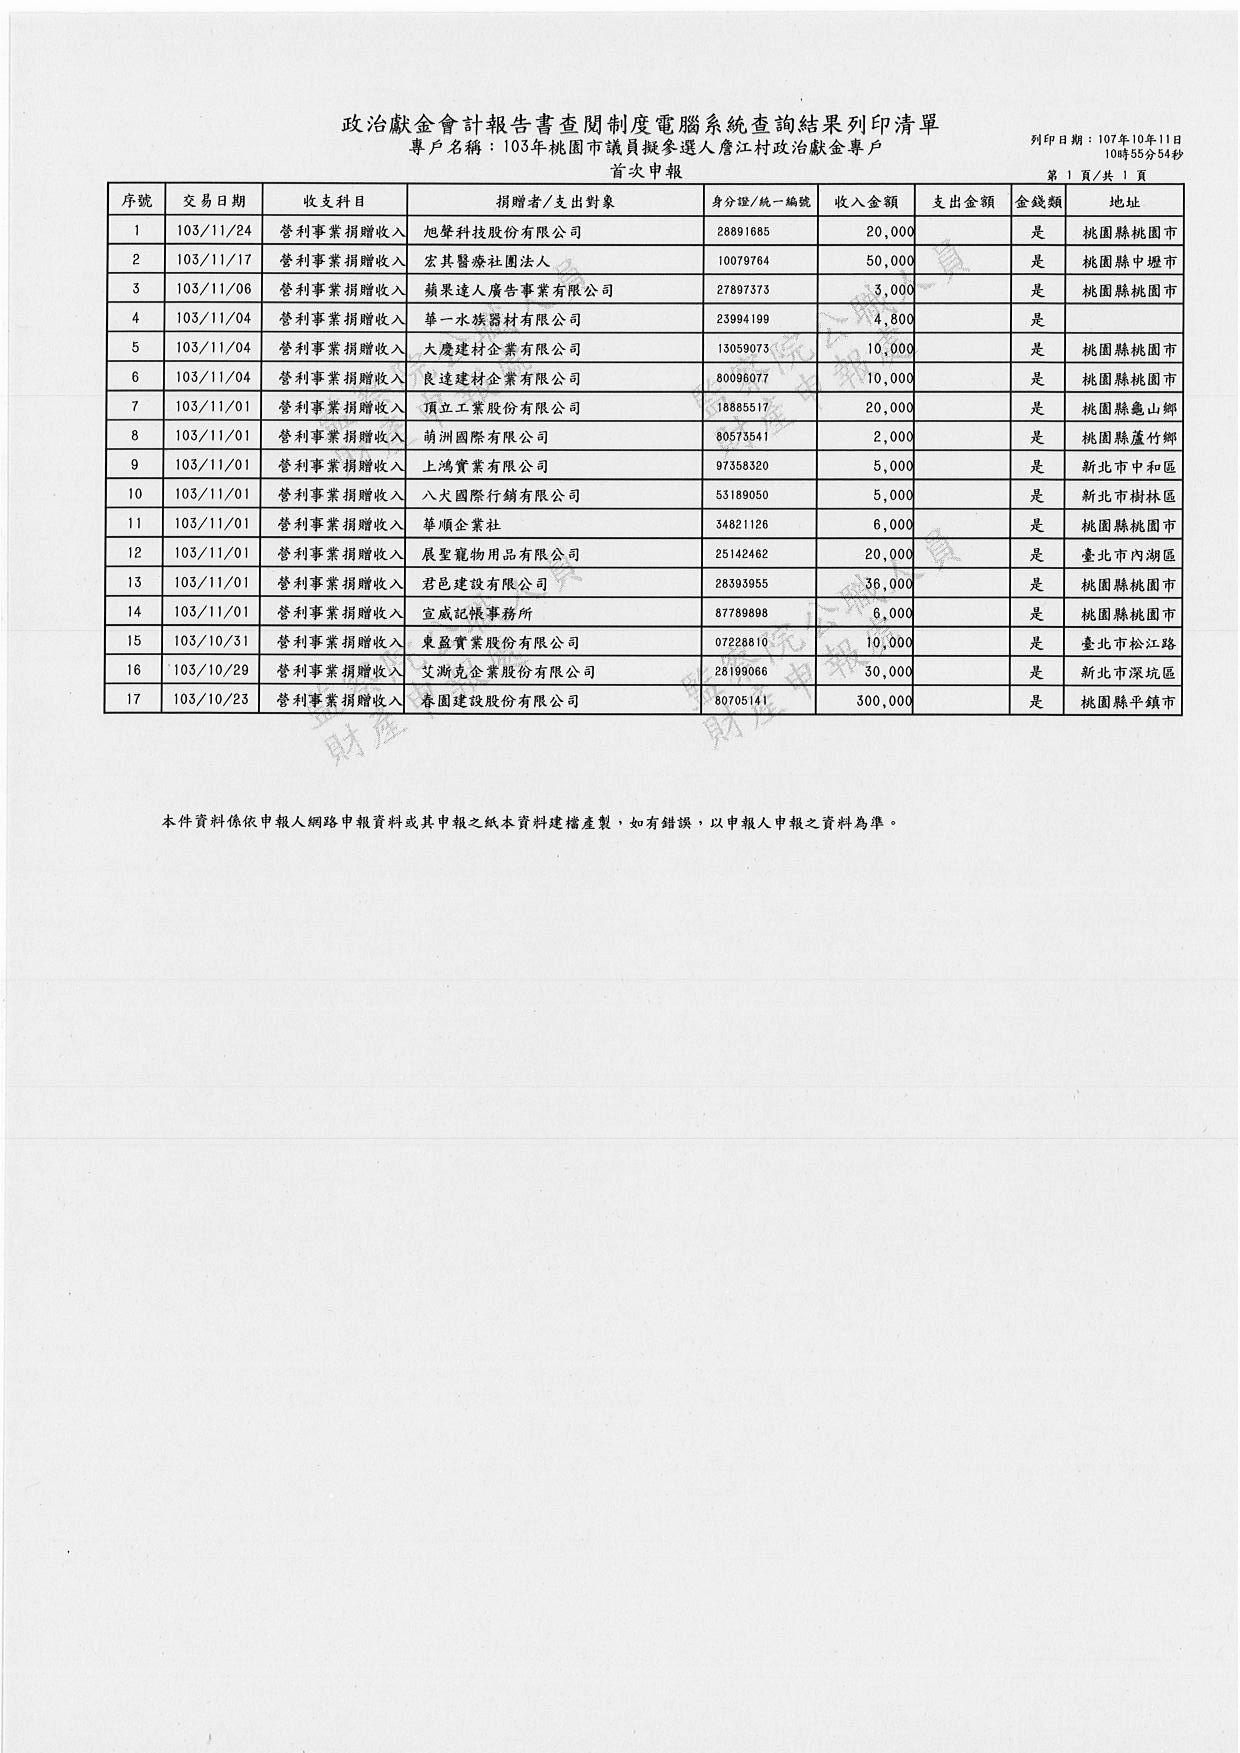 政治獻金會計報告書查閱制度電腦系統查詢結果列印清單
專戶名稱：103年桃園市議員擬參選人詹江村政治獻金專戶
列印日期：107年10年11日
10時55分54秒
首次申報
第 1 頁/共 1 頁
序號 交易日期 收支科目 捐贈者/支出對象 身分證/統一編號 收入金額 支出金額 金錢類 地址
1 103/11/24 營利事業捐贈收入 旭聲科技股份有限公司 28891685 20,000 是 桃園縣桃園市
2 103/11/17 營利事業捐贈收入 宏其醫療社團法人 10079764 50,000 是 桃園縣中壢市
3 103/11/06 營利事業捐贈收入 蘋果達人廣告事業有限公司 27897373 3,000 是 桃園縣桃園市
4 103/11/04 營利事業捐贈收入 華一水族器材有限公司 23994199 4,800 是
5 103/11/04 營利事業捐贈收入 大慶建材企業有限公司 13059073 10,000 是 桃園縣桃園市
6 103/11/04 營利事業捐贈收入 良達建材企業有限公司 80096077 10,000 是 桃園縣桃園市
7 103/11/01 營利事業捐贈收入 頂立工業股份有限公司 18885517 20,000 是 桃園縣龜山鄉
8 103/11/01 營利事業捐贈收入 萌洲國際有限公司 80573541 2,000 是 桃園縣蘆竹鄉
9 103/11/01 營利事業捐贈收入 上鴻實業有限公司 97358320 5,000 是 新北市中和區
10 103/11/01 營利事業捐贈收入 八犬國際行銷有限公司 53189050 5,000 是 新北市樹林區
11 103/11/01 營利事業捐贈收入 華順企業社 34821126 6,000 是 桃園縣桃園市
12 103/11/01 營利事業捐贈收入 展聖寵物用品有限公司 25142462 20,000 是 臺北市內湖區
13 103/11/01 營利事業捐贈收入 君邑建設有限公司 28393955 36,000 是 桃園縣桃園市
14 103/11/01 營利事業捐贈收入 宣威記帳事務所 87789898 6,000 是 桃園縣桃園市
15 103/10/31 營利事業捐贈收入 東盈實業股份有限公司 07228810 10,000 是 臺北市松江路
16 103/10/29 營利事業捐贈收入 艾漸克企業股份有限公司 28199066 30,000 是 新北市深坑區
17 103/10/23 營利事業捐贈收入 春園建設股份有限公司 80705141 300,000 是 桃園縣平鎮市
監察院公職人員
財產申報處
監察院公職人員
財產申報處
監察院公職人員
財產申報處
監察院公職人員
財產申報處
本件資料係依申報人網路申報資料或其申報之紙本資料建檔產製，如有錯誤，以申報人申報之資料為準。